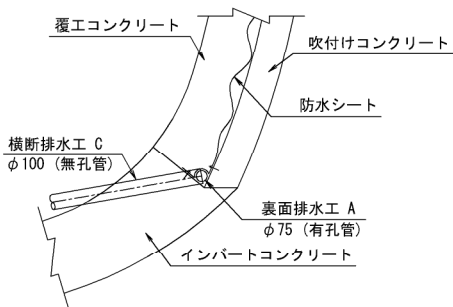 覆工コンクリート
吹付けコンクリート
防水シート
横断排水工 C
φ100 (無孔管)
裏面排水工 A
φ75 (有孔管)
インバートコンクリート